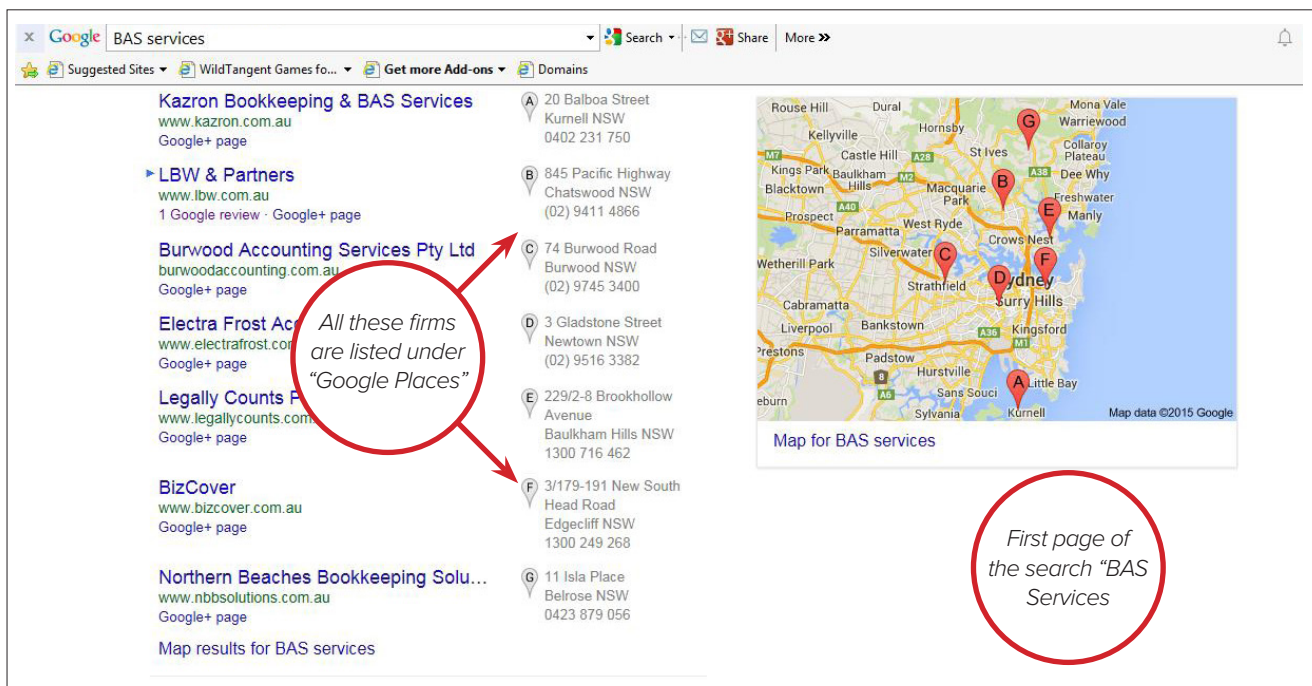 x Google BAS services Search Share More »
Suggested Sites WildTangent Games fo... Get more Add-ons Domains
Kazron Bookkeeping & BAS Services
www.kazron.com.au
Google+ page
A 20 Balboa Street
Kurnell NSW
0402 231 750
LBW & Partners
www.lbw.com.au
1 Google review · Google+ page
B 845 Pacific Highway
Chatswood NSW
(02) 9411 4866
Burwood Accounting Services Pty Ltd
burwoodaccounting.com.au
Google+ page
C 74 Burwood Road
Burwood NSW
(02) 9745 3400
Electra Frost Acc
www.electrafrost.com
Google+ page
D 3 Gladstone Street
Newtown NSW
(02) 9516 3382
Legally Counts P
www.legallycounts.com.
Google+ page
E 229/2-8 Brookhollow
Avenue
Baulkham Hills NSW
1300 716 462
BizCover
www.bizcover.com.au
Google+ page
F 3/179-191 New South
Head Road
Edgecliff NSW
1300 249 268
Northern Beaches Bookkeeping Solu...
www.nbbsolutions.com.au
Google+ page
G 11 Isla Place
Belrose NSW
0423 879 056
Map results for BAS services
All these firms
are listed under
"Google Places"
Rouse Hill Dural Mona Vale
Hornsby G Warriewood
Kellyville
Castle Hill A28 St Ives Collaroy
Plateau
M7
Kings Park Baulkham M2 A38 Dee Why
Hills Macquarie B
Blacktown Park Freshwater
A40 E Manly
Prospect West Ryde
Parramatta Crows Nest
Silverwater C F
Wetherill Park Sydney
Strathfield D
Surry Hills
Cabramatta
Liverpool Bankstown A36 Kingsford
M1
Prestons Padstow
8 Hurstville A Little Bay
A6 Sans Souci
eburn
Sylvania Kurnell Map data ©2015 Google
Map for BAS services
First page of
the search "BAS
Services